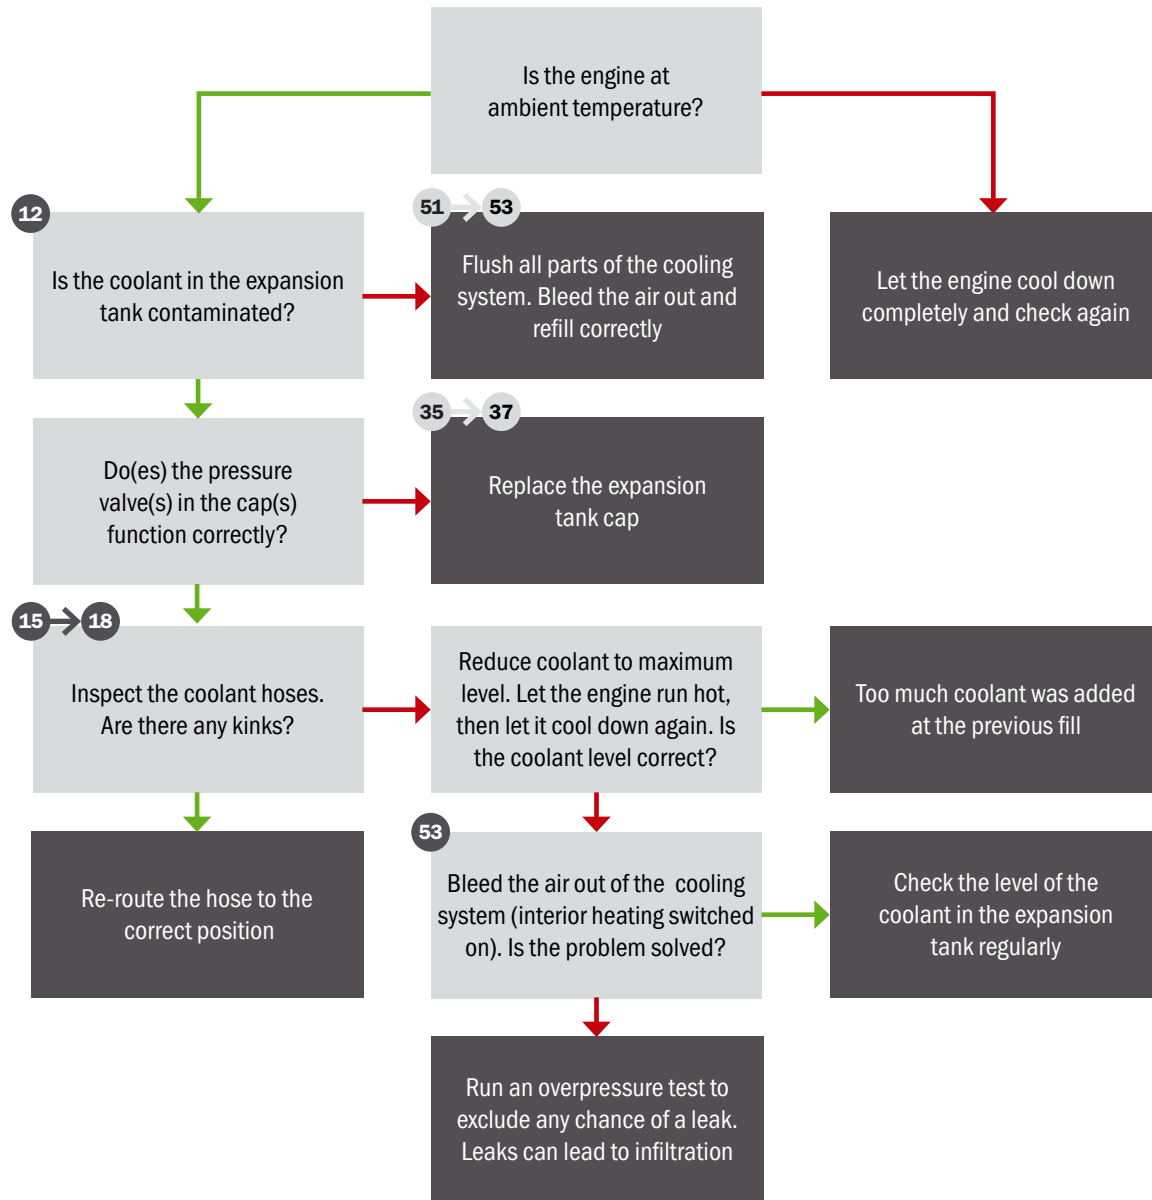 Is the engine at
ambient temperature?
12
51
53
Is the coolant in the expansion
tank contaminated?
Flush all parts of the cooling
system. Bleed the air out and
refill correctly
Let the engine cool down
completely and check again
35
37
Do(es) the pressure
valve(s) in the cap(s)
function correctly?
Replace the expansion
tank cap
15
18
Inspect the coolant hoses.
Are there any kinks?
Reduce coolant to maximum
level. Let the engine run hot,
then let it cool down again. Is
the coolant level correct?
Too much coolant was added
at the previous fill
Re-route the hose to the
correct position
53
Bleed the air out of the  cooling
system (interior heating switched
on). Is the problem solved?
Check the level of the
coolant in the expansion
tank regularly
Run an overpressure test to
exclude any chance of a leak.
Leaks can lead to infiltration